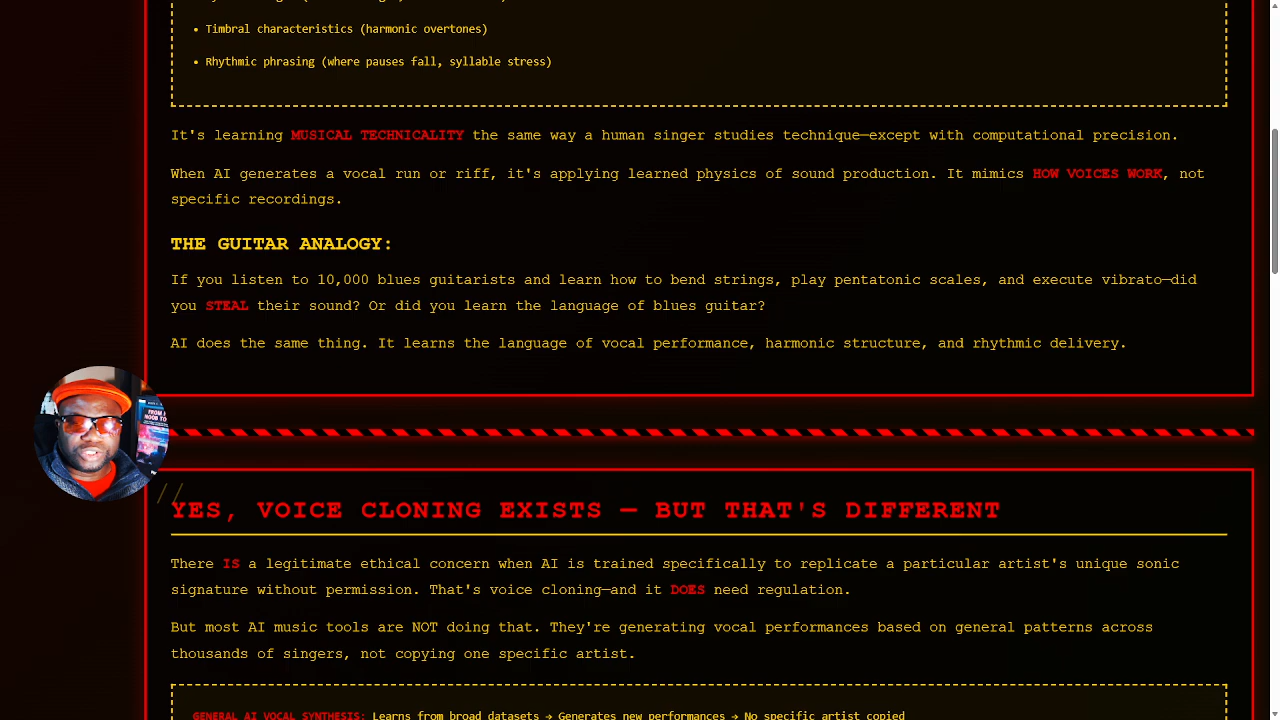 • Timbral characteristics (harmonic overtones)
• Rhythmic phrasing (where pauses fall, syllable stress)
It's learning MUSICAL TECHNICALITY the same way a human singer studies technique—except with computational precision.
When AI generates a vocal run or riff, it's applying learned physics of sound production. It mimics HOW VOICES WORK, not
specific recordings.
THE GUITAR ANALOGY:
If you listen to 10,000 blues guitarists and learn how to bend strings, play pentatonic scales, and execute vibrato—did
you STEAL their sound? Or did you learn the language of blues guitar?
AI does the same thing. It learns the language of vocal performance, harmonic structure, and rhythmic delivery.
//
YES, VOICE CLONING EXISTS — BUT THAT'S DIFFERENT
There IS a legitimate ethical concern when AI is trained specifically to replicate a particular artist's unique sonic
signature without permission. That's voice cloning—and it DOES need regulation.
But most AI music tools are NOT doing that. They're generating vocal performances based on general patterns across
thousands of singers, not copying one specific artist.
GENERAL AI VOCAL SYNTHESIS: Learns from broad datasets → Generates new performances → No specific artist copied